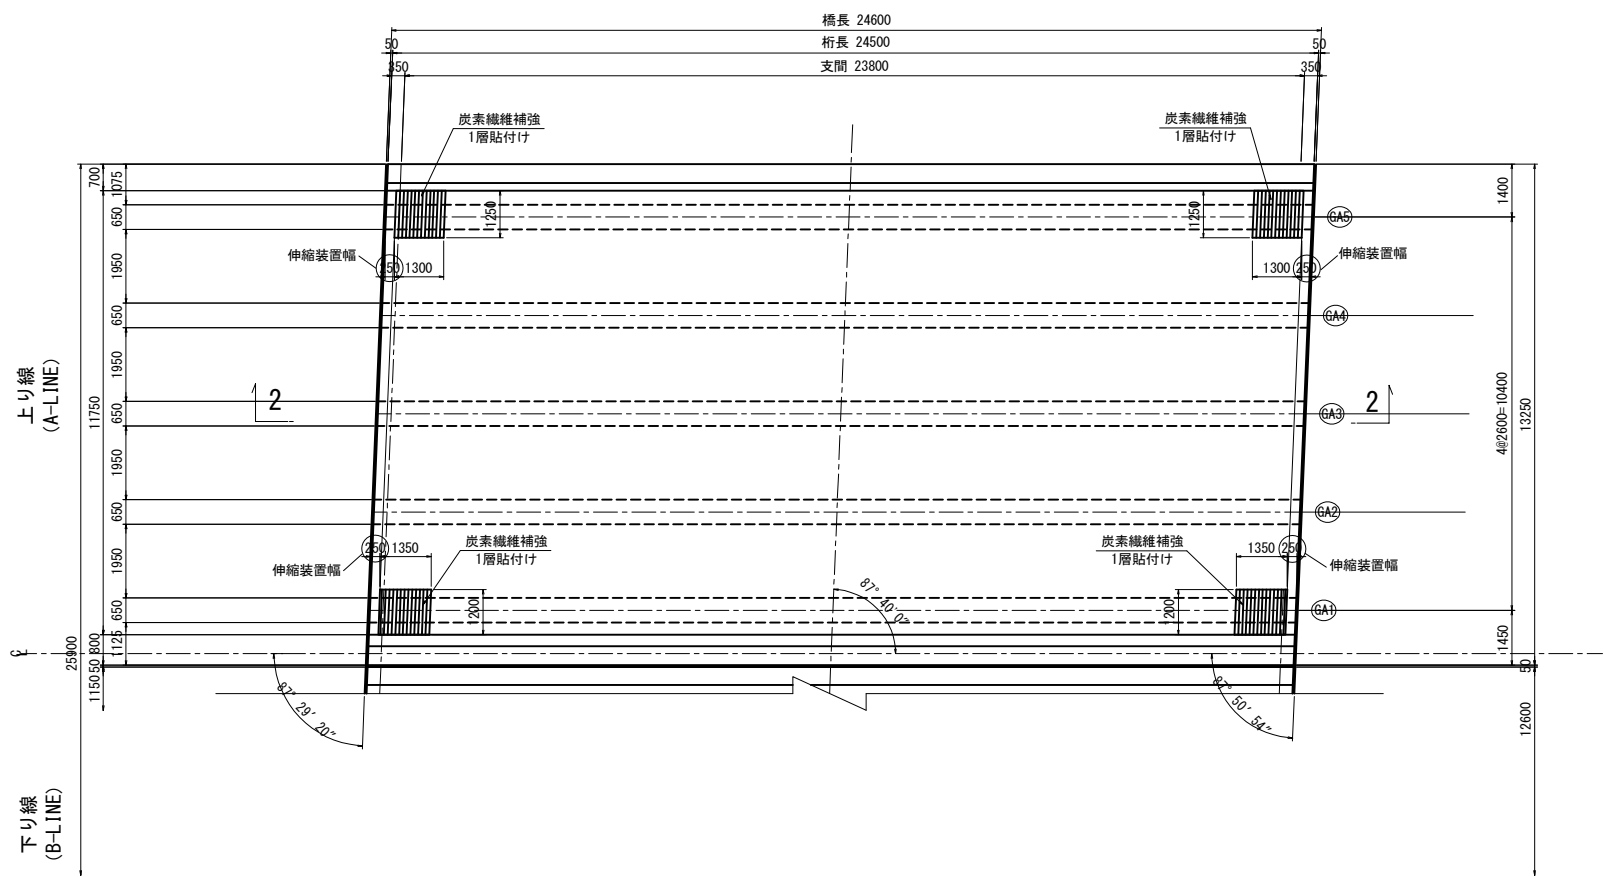 橋長 24600
50 桁長 24500 50
350 支間 23800 350
炭素繊維補強
1層貼付け
炭素繊維補強
1層貼付け
700
1075
650
1250
1250
1400
GA5
伸縮装置幅
250
1300
1300
250
伸縮装置幅
1950
650
GA4
1950
上り線
(A-LINE)
2
11750
650
GA3
2
4@2600=10400
13250
1950
650
GA2
1950
250
1350
炭素繊維補強
1層貼付け
伸縮装置幅
炭素繊維補強
1層貼付け
1350
250
伸縮装置幅
650
1200
87° 40′0″
1200
GA1
800
1125
1450
℄
25900
50
50
1150
87° 29′ 20″
87° 50′ 54″
12600
下り線
(B-LINE)